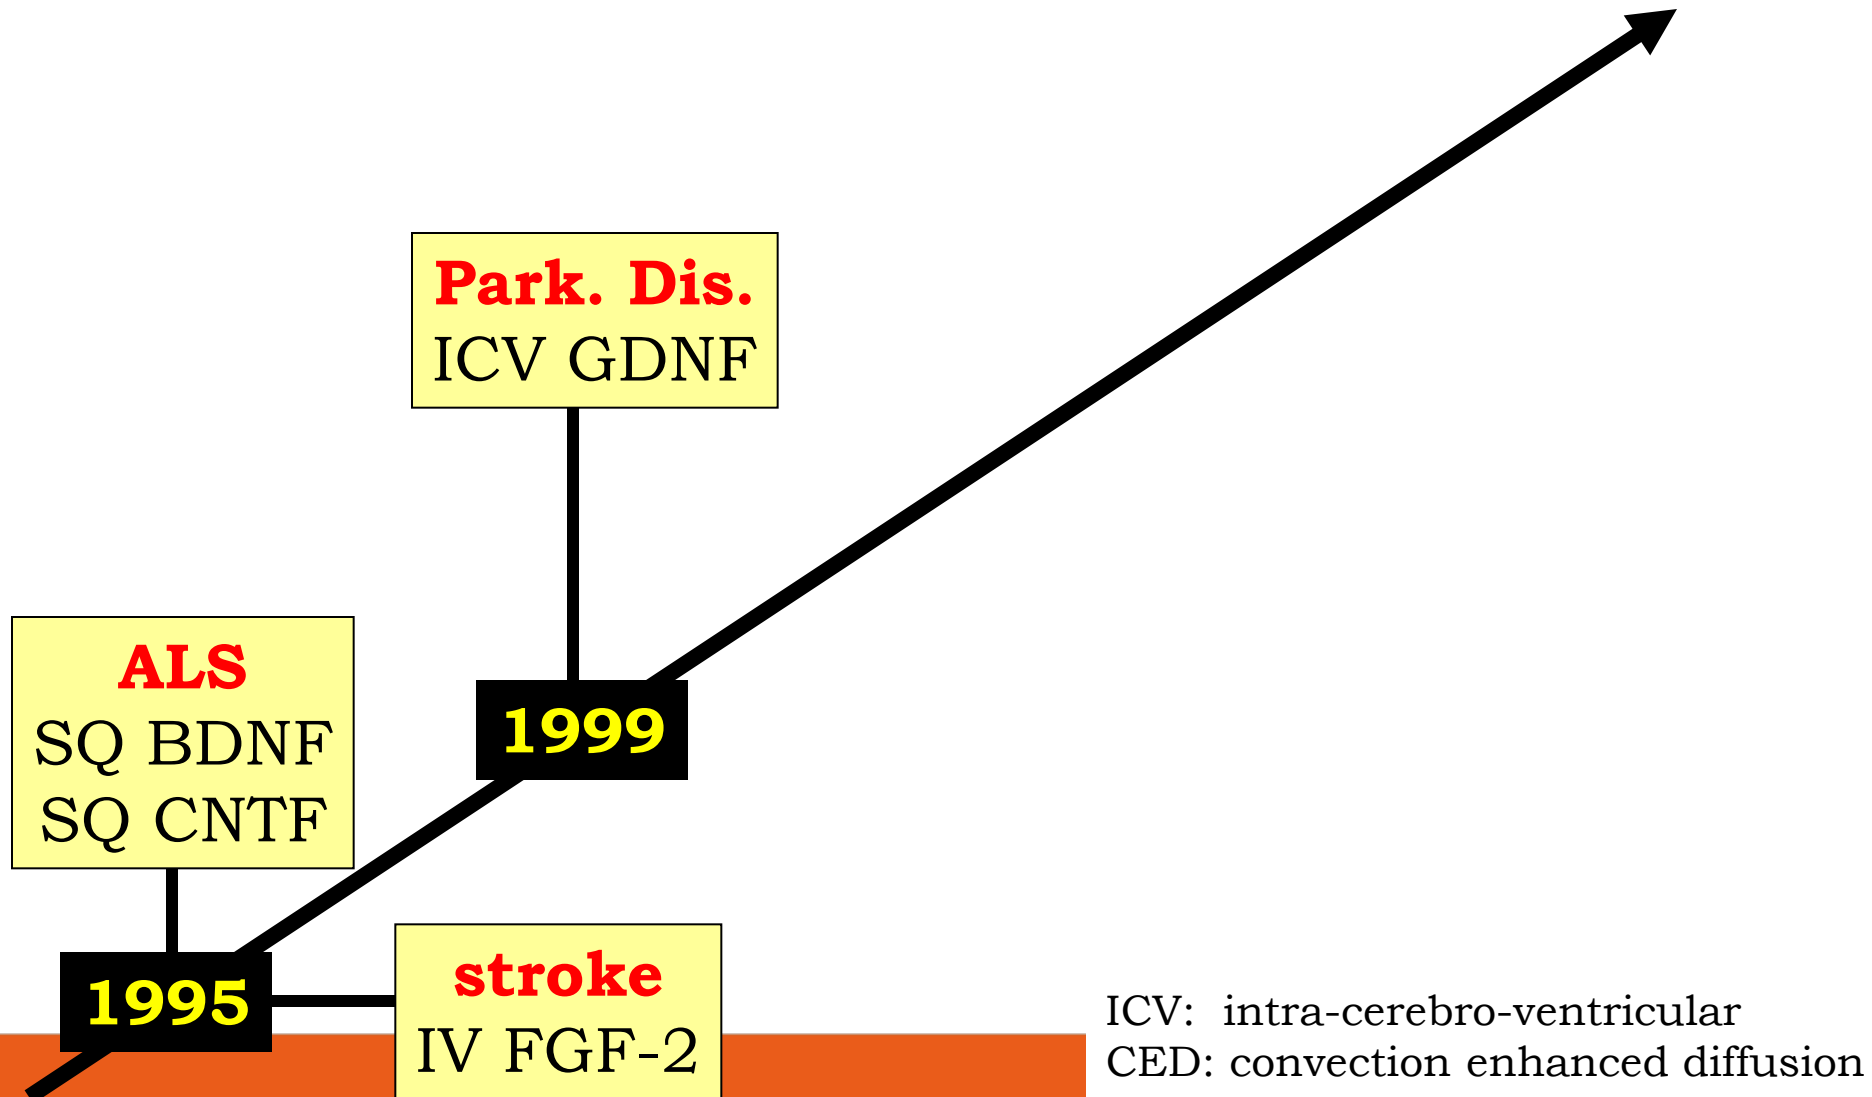 Park. Dis.
ICV GDNF
1999
ALS
SQ BDNF
SQ CNTF
1995
stroke
IV FGF-2
ICV: intra-cerebro-ventricular
CED: convection enhanced diffusion